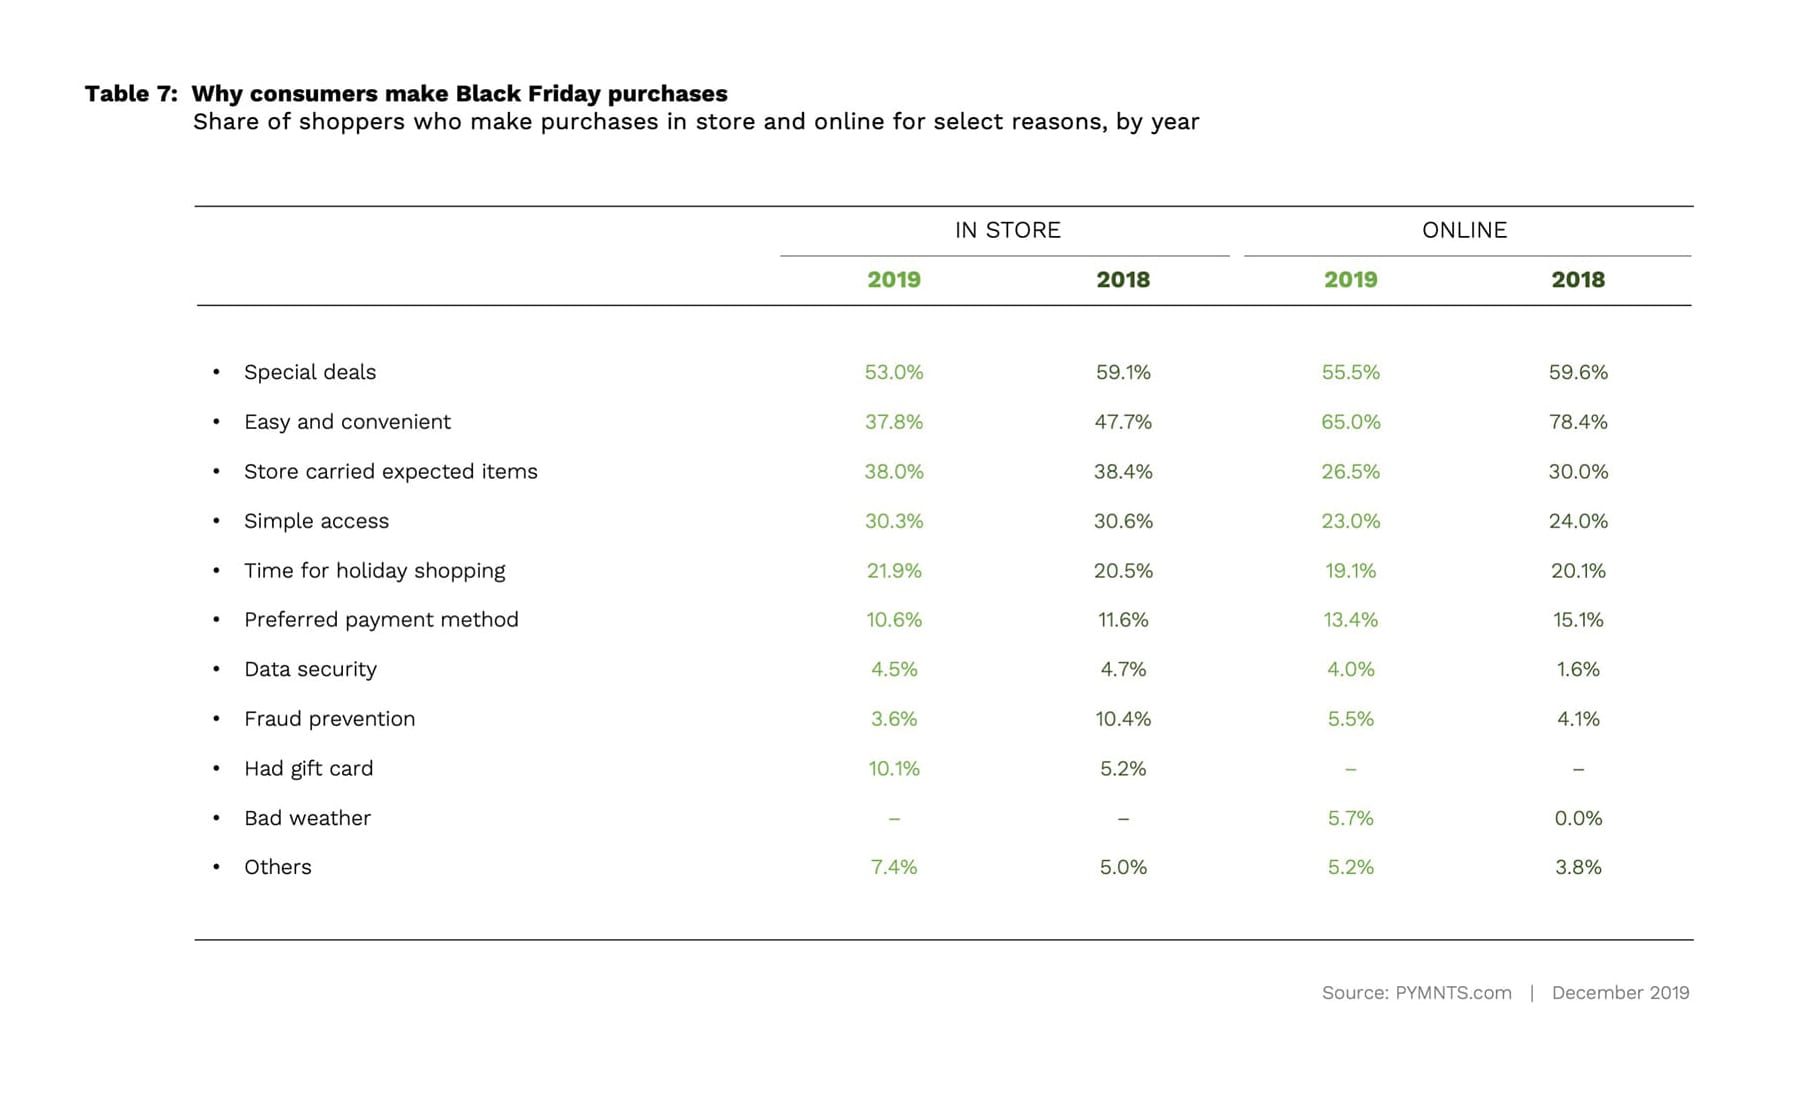 Table 7: Why consumers make Black Friday purchases
Share of shoppers who make purchases in store and online for select reasons, by year
IN STORE ONLINE
2019 2018 2019 2018
• Special deals 53.0% 59.1% 55.5% 59.6%
• Easy and convenient 37.8% 47.7% 65.0% 78.4%
• Store carried expected items 38.0% 38.4% 26.5% 30.0%
• Simple access 30.3% 30.6% 23.0% 24.0%
• Time for holiday shopping 21.9% 20.5% 19.1% 20.1%
• Preferred payment method 10.6% 11.6% 13.4% 15.1%
• Data security 4.5% 4.7% 4.0% 1.6%
• Fraud prevention 3.6% 10.4% 5.5% 4.1%
• Had gift card 10.1% 5.2% – –
• Bad weather – – 5.7% 0.0%
• Others 7.4% 5.0% 5.2% 3.8%
Source: PYMNTS.com | December 2019